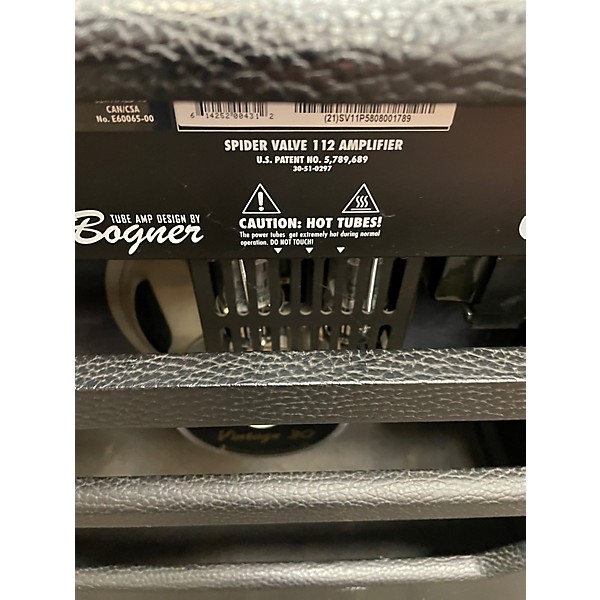 CAN/CSA
No. E60065-00
6 14252 00431 2
(21)SV11P5808001789
SPIDER VALVE 112 AMPLIFIER
U.S. PATENT NO. 5,789,689
30-51-0297
TUBE AMP DESIGN BY
Bogner
CAUTION: HOT TUBES!
The power tubes get extremely hot during normal
operation. DO NOT TOUCH!
Vintage 30